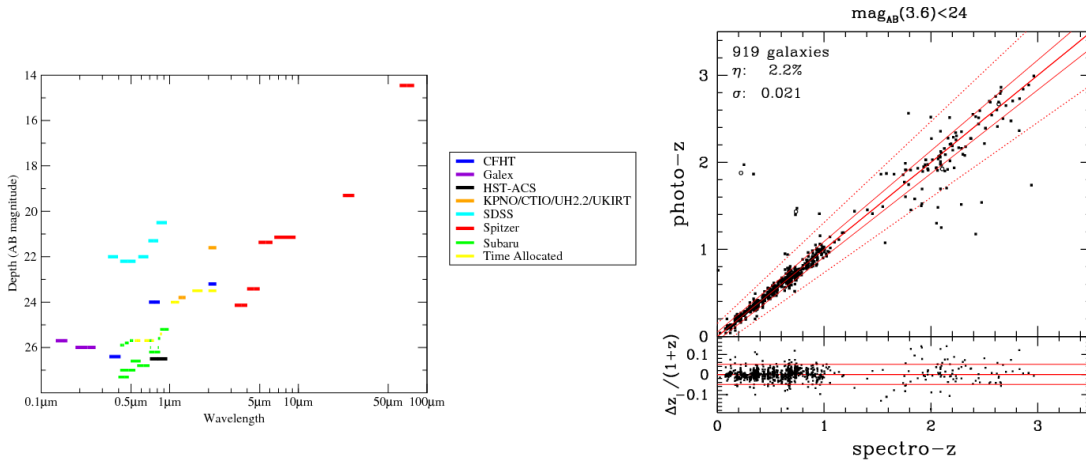 14
16
18
20
22
24
26
Depth (AB magnitude)
0.1μm 0.5μm 1μm 5μm 10μm 50μm 100μm
Wavelength
CFHT
Galex
HST-ACS
KPNO/CTIO/UH2.2/UKIRT
SDSS
Spitzer
Subaru
Time Allocated
mag_AB(3.6)<24
919 galaxies
η: 2.2%
σ: 0.021
3
2
1
0
photo-z
0.1
0
-0.1
Δz/(1+z)
0 1 2 3
spectro-z